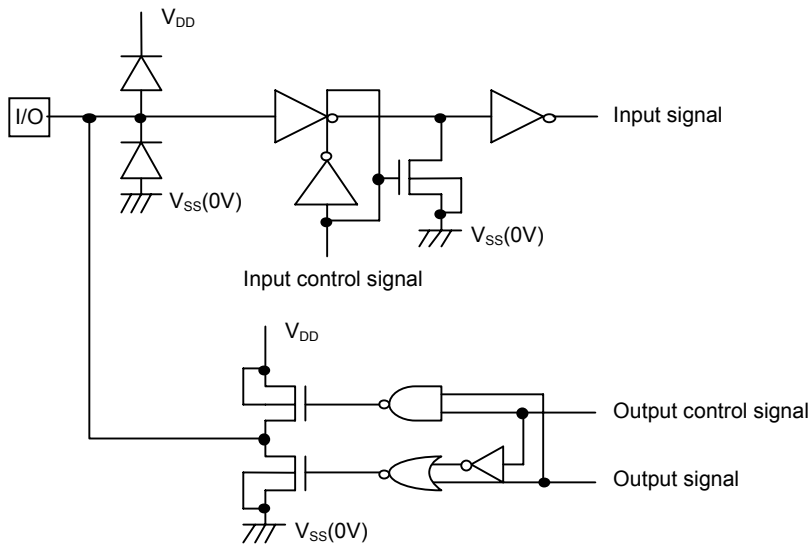 V_DD
I/O
Input signal
V_SS(0V)
V_SS(0V)
Input control signal
V_DD
Output control signal
Output signal
V_SS(0V)